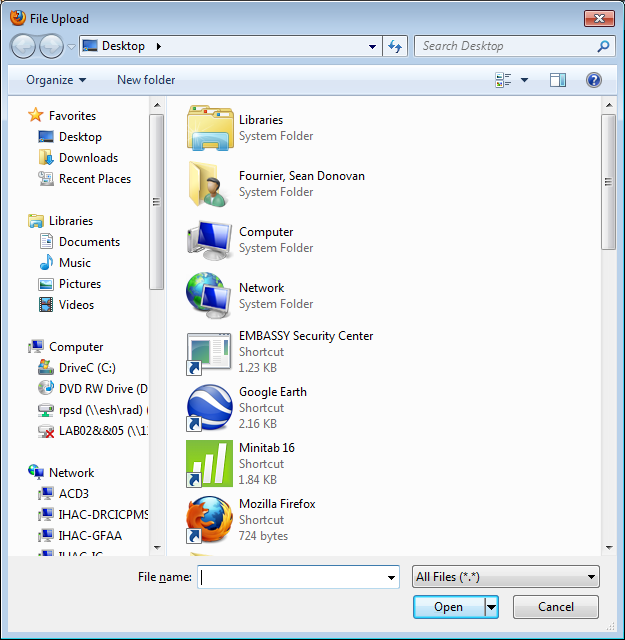 File Upload
Desktop
Search Desktop
Organize
New folder
Favorites
Desktop
Downloads
Recent Places
Libraries
Documents
Music
Pictures
Videos
Computer
DriveC (C:)
DVD RW Drive (D
rpsd (\\esh\rad) (
LAB02&&05 (\\1
Network
ACD3
IHAC-DRCICPMS
IHAC-GFAA
IHAC-IC
Libraries
System Folder
Fournier, Sean Donovan
System Folder
Computer
System Folder
Network
System Folder
EMBASSY Security Center
Shortcut
1.23 KB
Google Earth
Shortcut
2.16 KB
Minitab 16
Shortcut
1.84 KB
Mozilla Firefox
Shortcut
724 bytes
File name:
All Files (*.*)
Open
Cancel